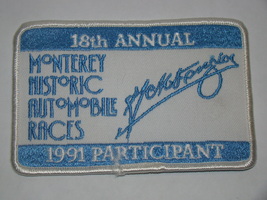 18th ANNUAL
MONTEREY
HISTORIC
AUTOMOBILE
RACES
1991 PARTICIPANT